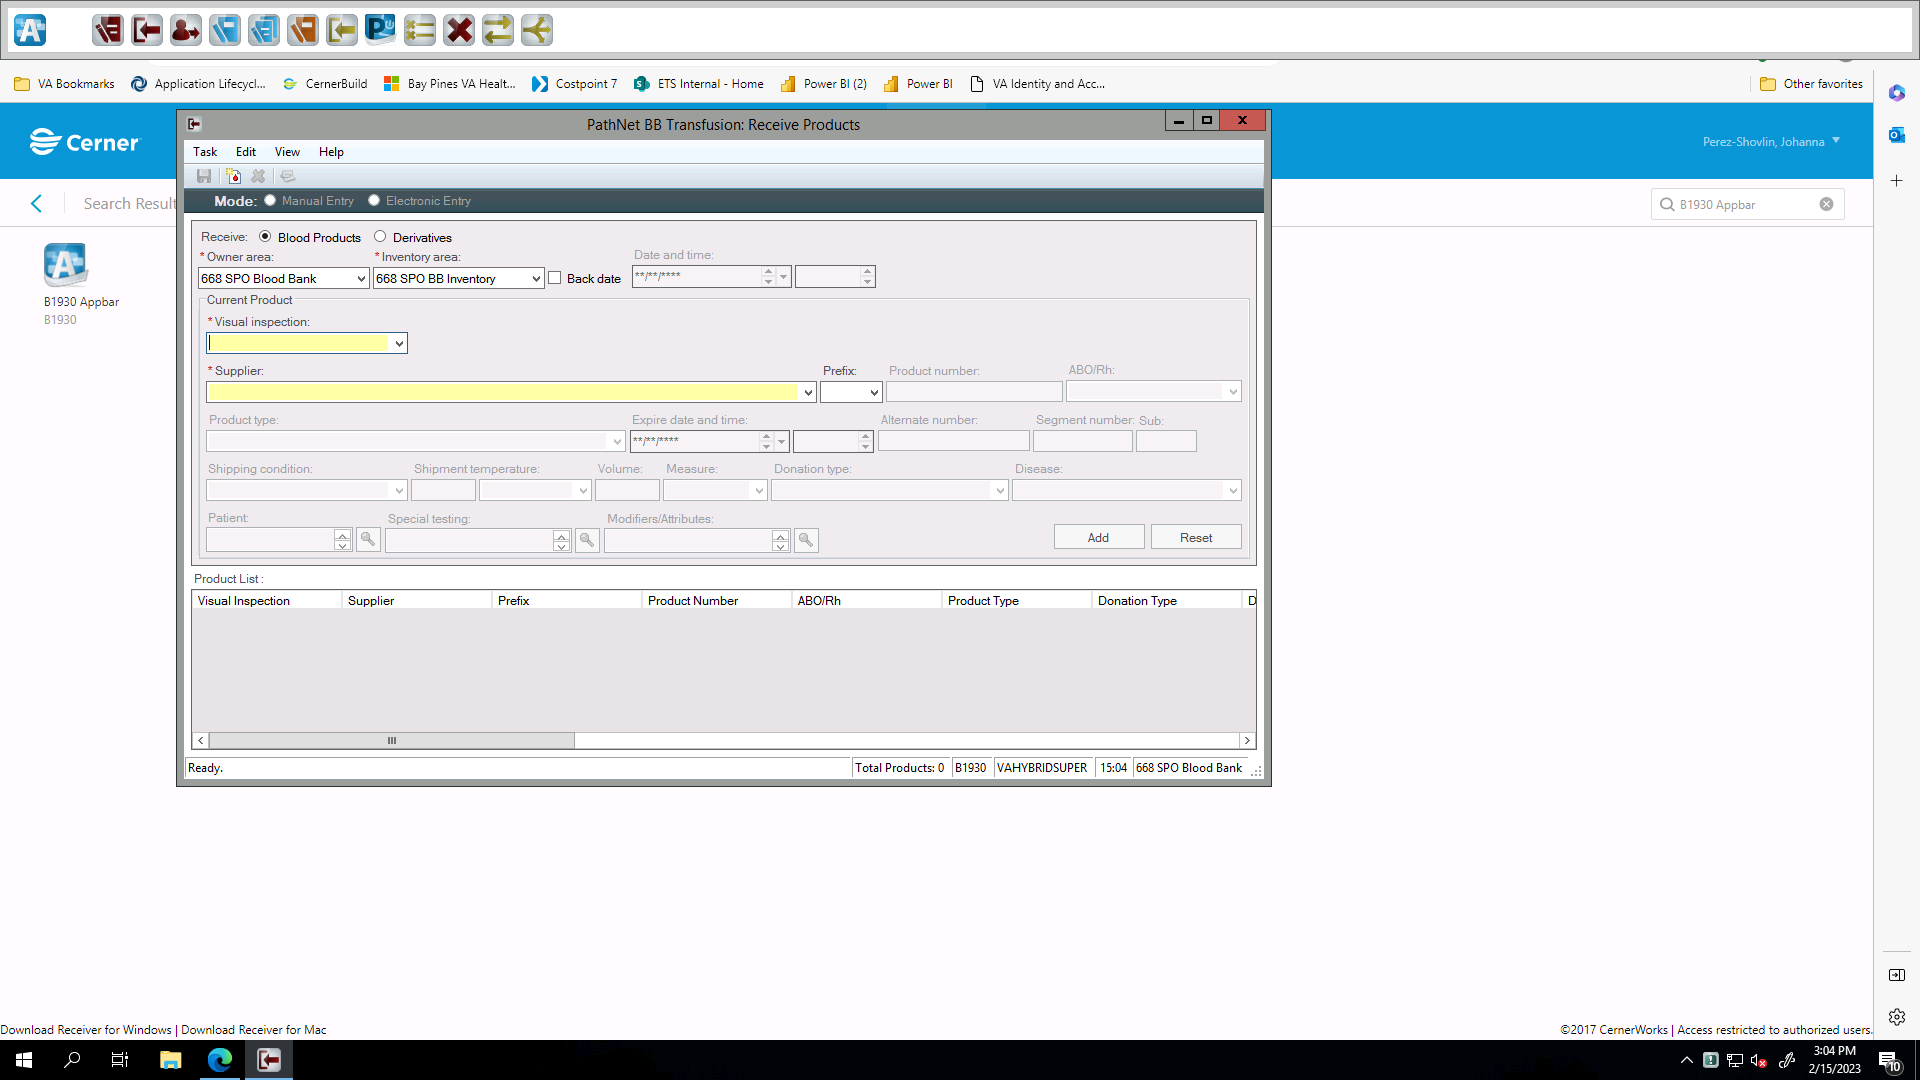 VA Bookmarks Application Lifecycl... CernerBuild Bay Pines VA Healt... Costpoint 7 ETS Internal - Home Power BI (2) Power BI VA Identity and Acc... Other favorites
Cerner
Perez-Shovlin, Johanna
Search Result
B1930 Appbar
B1930 Appbar
B1930
PathNet BB Transfusion: Receive Products
Task Edit View Help
Mode: Manual Entry Electronic Entry
Receive: Blood Products Derivatives
* Owner area: * Inventory area: Date and time:
668 SPO Blood Bank 668 SPO BB Inventory Back date **/**/****
Current Product
* Visual inspection:
* Supplier: Prefix: Product number: ABO/Rh:
Product type: Expire date and time: Alternate number: Segment number: Sub:
**/**/****
Shipping condition: Shipment temperature: Volume: Measure: Donation type: Disease:
Patient: Special testing: Modifiers/Attributes:
Add Reset
Product List :
Visual Inspection Supplier Prefix Product Number ABO/Rh Product Type Donation Type D
Ready. Total Products: 0 B1930 VAHYBRIDSUPER 15:04 668 SPO Blood Bank
Download Receiver for Windows | Download Receiver for Mac
©2017 CernerWorks | Access restricted to authorized users.
3:04 PM
2/15/2023
10